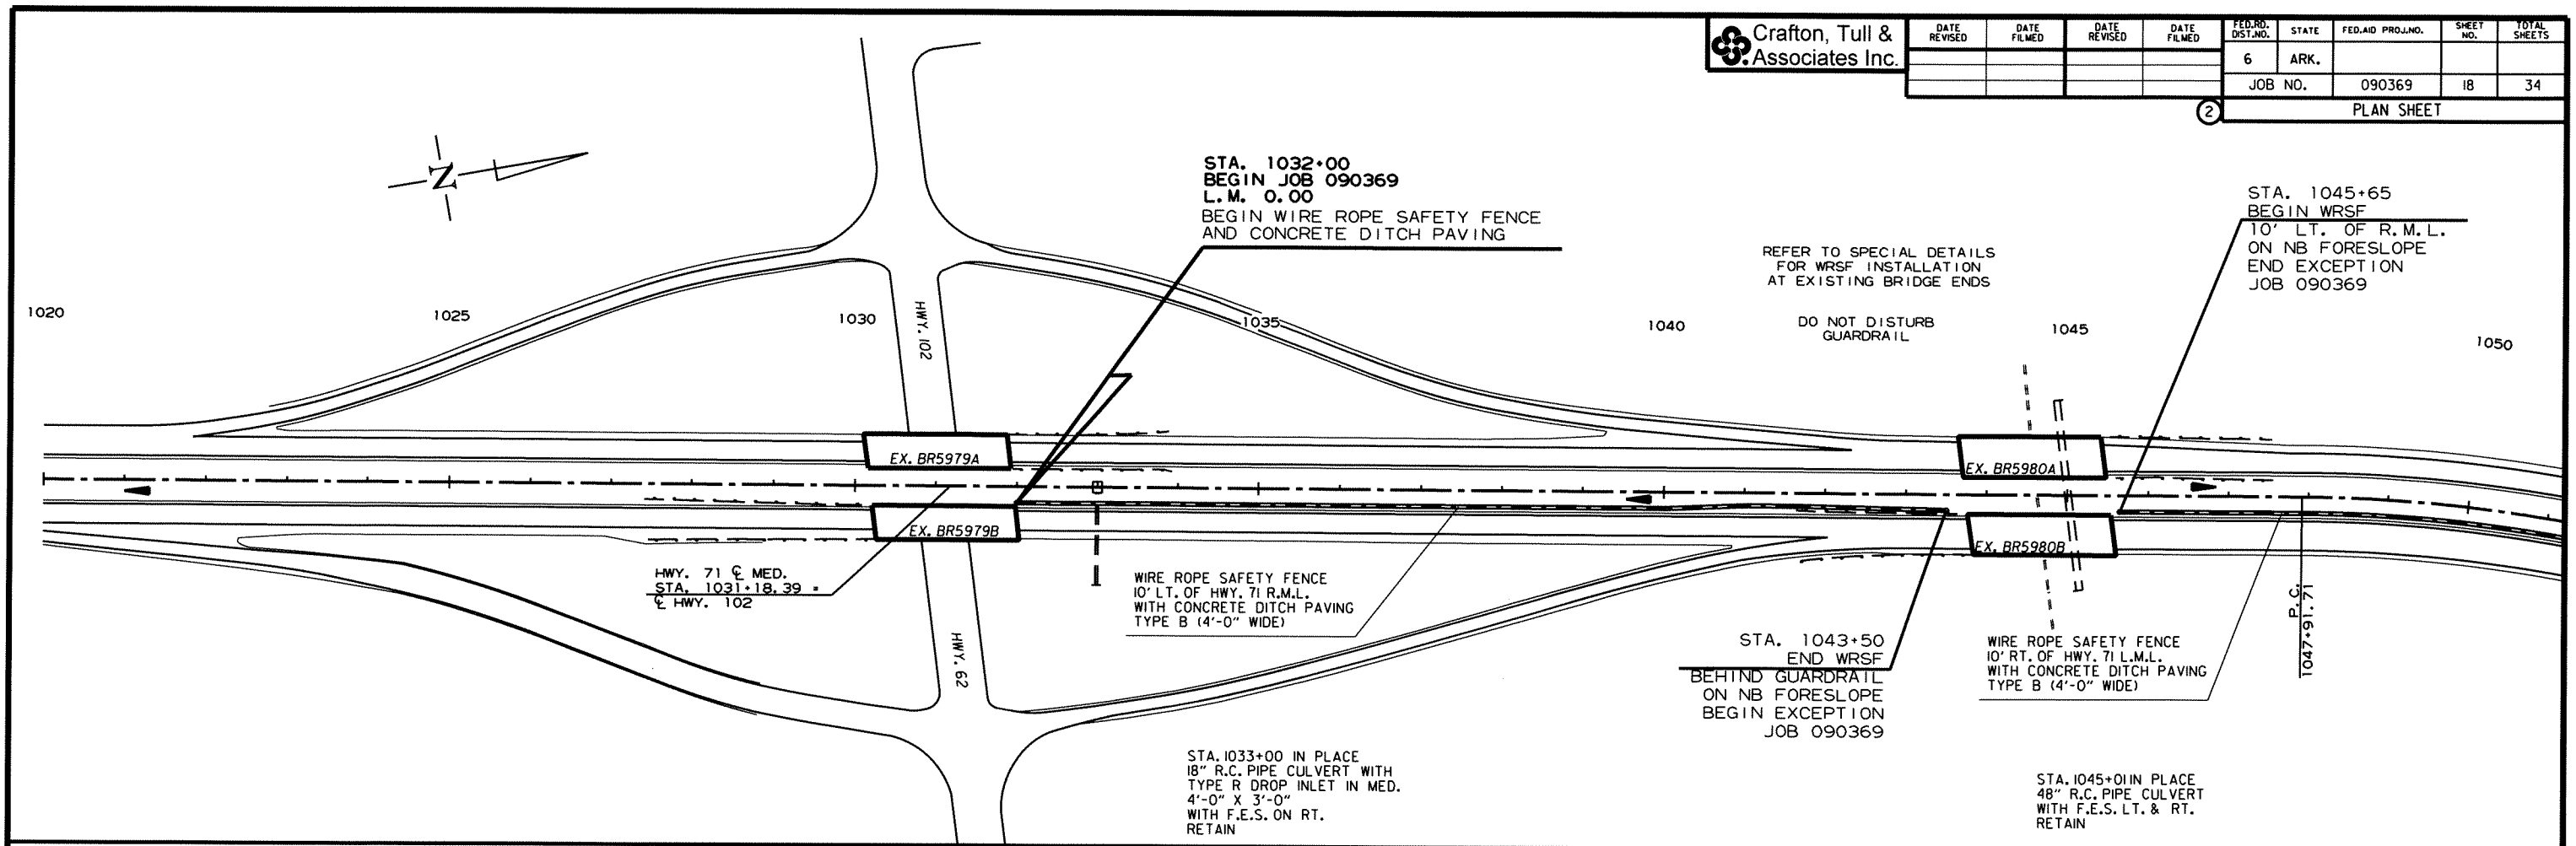 Crafton, Tull &
Associates Inc.
DATE REVISED
DATE FILMED
DATE REVISED
DATE FILMED
FED.RD. DIST.NO.
STATE
FED.AID PROJ.NO.
SHEET NO.
TOTAL SHEETS
6
ARK.
JOB NO.
090369
18
34
2
PLAN SHEET
N
STA. 1032+00
BEGIN JOB 090369
L.M. 0.00
BEGIN WIRE ROPE SAFETY FENCE
AND CONCRETE DITCH PAVING
STA. 1045+65
BEGIN WRSF
10' LT. OF R.M.L.
ON NB FORESLOPE
END EXCEPTION
JOB 090369
REFER TO SPECIAL DETAILS
FOR WRSF INSTALLATION
AT EXISTING BRIDGE ENDS
DO NOT DISTURB
GUARDRAIL
1020
1025
1030
1035
1040
1045
1050
HWY. 102
EX. BR5979A
EX. BR5979B
EX. BR5980A
EX. BR5980B
HWY. 71 ℄ MED.
STA. 1031+18.39 =
℄ HWY. 102
HWY. 62
WIRE ROPE SAFETY FENCE
10' LT. OF HWY. 71 R.M.L.
WITH CONCRETE DITCH PAVING
TYPE B (4'-0" WIDE)
STA. 1043+50
END WRSF
BEHIND GUARDRAIL
ON NB FORESLOPE
BEGIN EXCEPTION
JOB 090369
WIRE ROPE SAFETY FENCE
10' RT. OF HWY. 71 L.M.L.
WITH CONCRETE DITCH PAVING
TYPE B (4'-0" WIDE)
P.C.
1047+91.71
STA. 1033+00 IN PLACE
18" R.C. PIPE CULVERT WITH
TYPE R DROP INLET IN MED.
4'-0" X 3'-0"
WITH F.E.S. ON RT.
RETAIN
STA. 1045+01 IN PLACE
48" R.C. PIPE CULVERT
WITH F.E.S. LT. & RT.
RETAIN